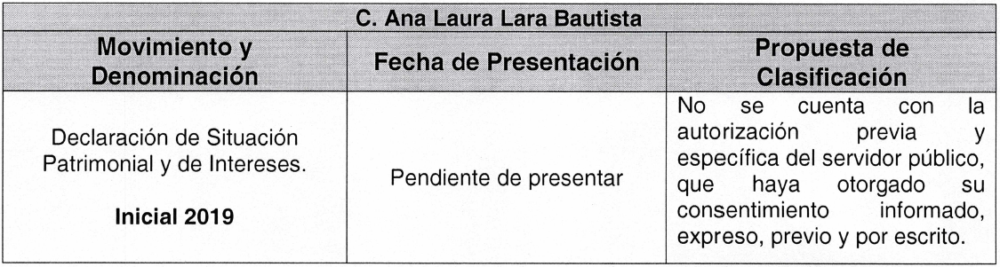 C. Ana Laura Lara Bautista
Movimiento y
Denominación
Fecha de Presentación
Propuesta de
Clasificación
Declaración de Situación
Patrimonial y de Intereses.
Inicial 2019
Pendiente de presentar
No se cuenta con la
autorización previa y
específica del servidor público,
que haya otorgado su
consentimiento informado,
expreso, previo y por escrito.